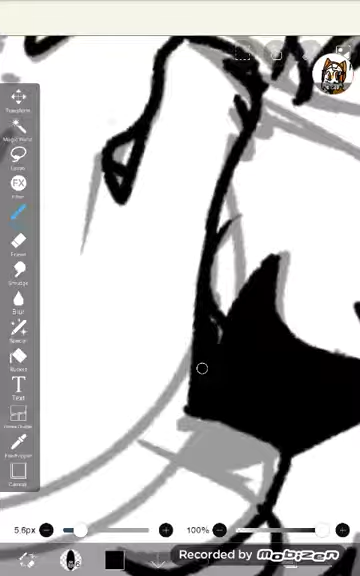 Transform
Magic Wand
Lasso
FX
Filter
Eraser
Smudge
Blur
Special
Bucket
T
Text
Frame Divider
Eyedropper
Canvas
5.6px
100%
Recorded by mobizen